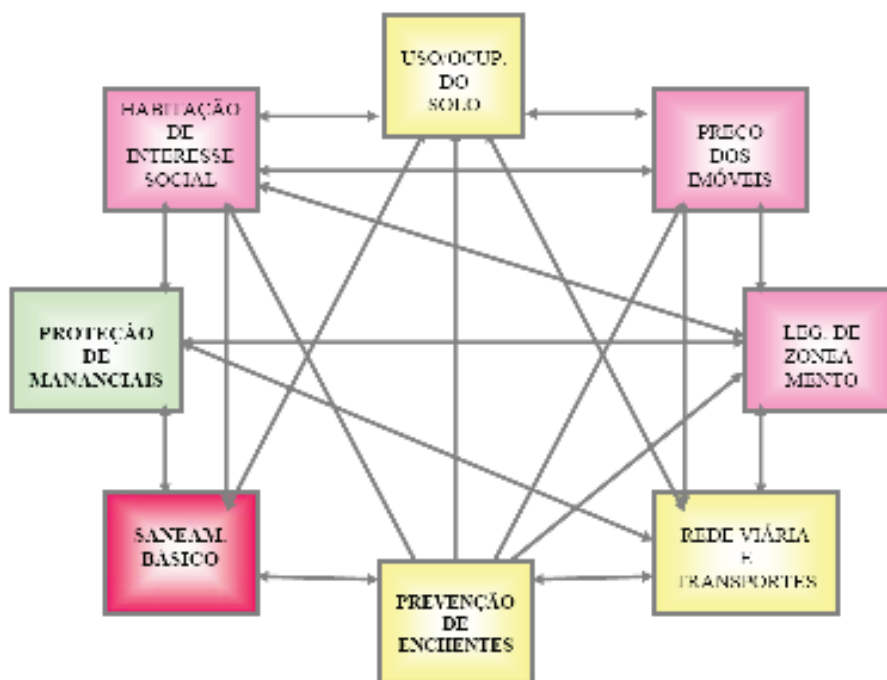 USO/OCUP.
DO
SOLO
HABITAÇÃO
DE
INTERESSE
SOCIAL
PREÇO
DOS
IMÓVEIS
PROTEÇÃO
DE
MANANCIAIS
LEG. DE
ZONEA
MENTO
SANEAM.
BÀSICO
PREVENÇÃO
DE
ENCHENTES
REDE VIÁRIA
E
TRANSPORTES